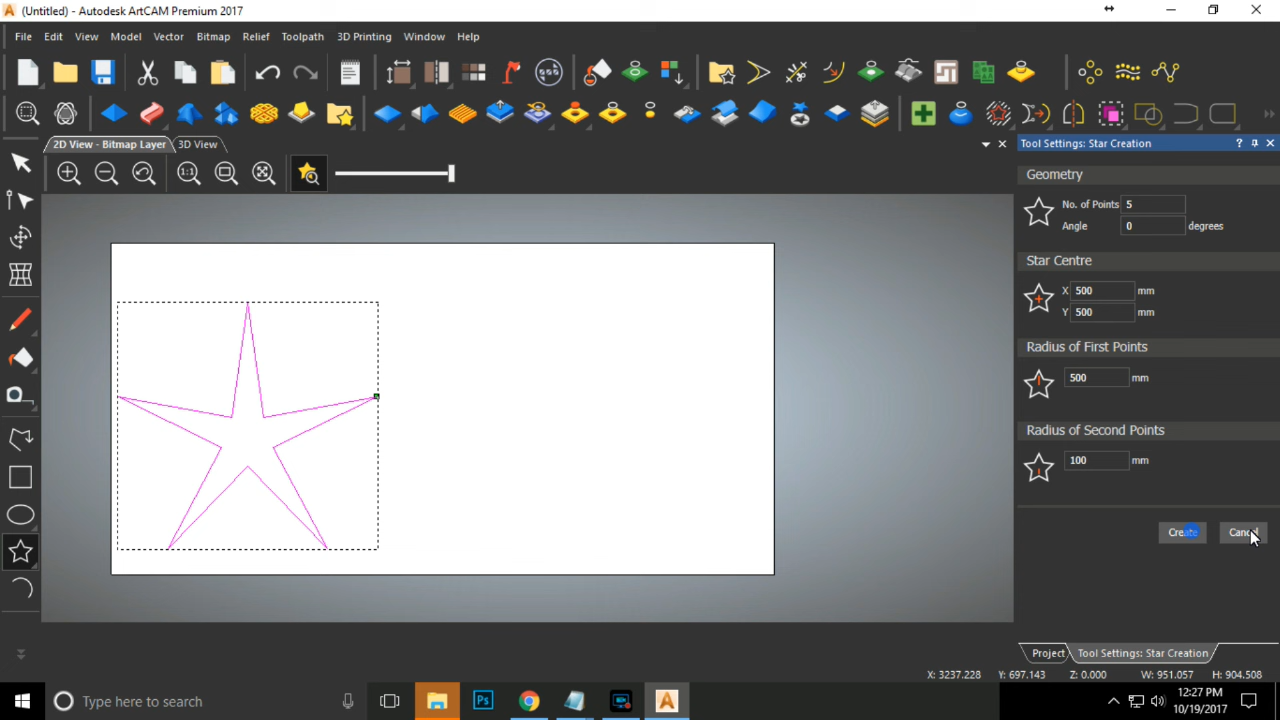 (Untitled) - Autodesk ArtCAM Premium 2017
File Edit View Model Vector Bitmap Relief Toolpath 3D Printing Window Help
2D View - Bitmap Layer 3D View
1:1
Tool Settings: Star Creation
Geometry
No. of Points 5
Angle 0 degrees
Star Centre
X 500 mm
Y 500 mm
Radius of First Points
500 mm
Radius of Second Points
100 mm
Create Cancel
Project Tool Settings: Star Creation
X: 3237.228 Y: 697.143 Z: 0.000 W: 951.057 H: 904.508
Type here to search
Ps
12:27 PM
10/19/2017